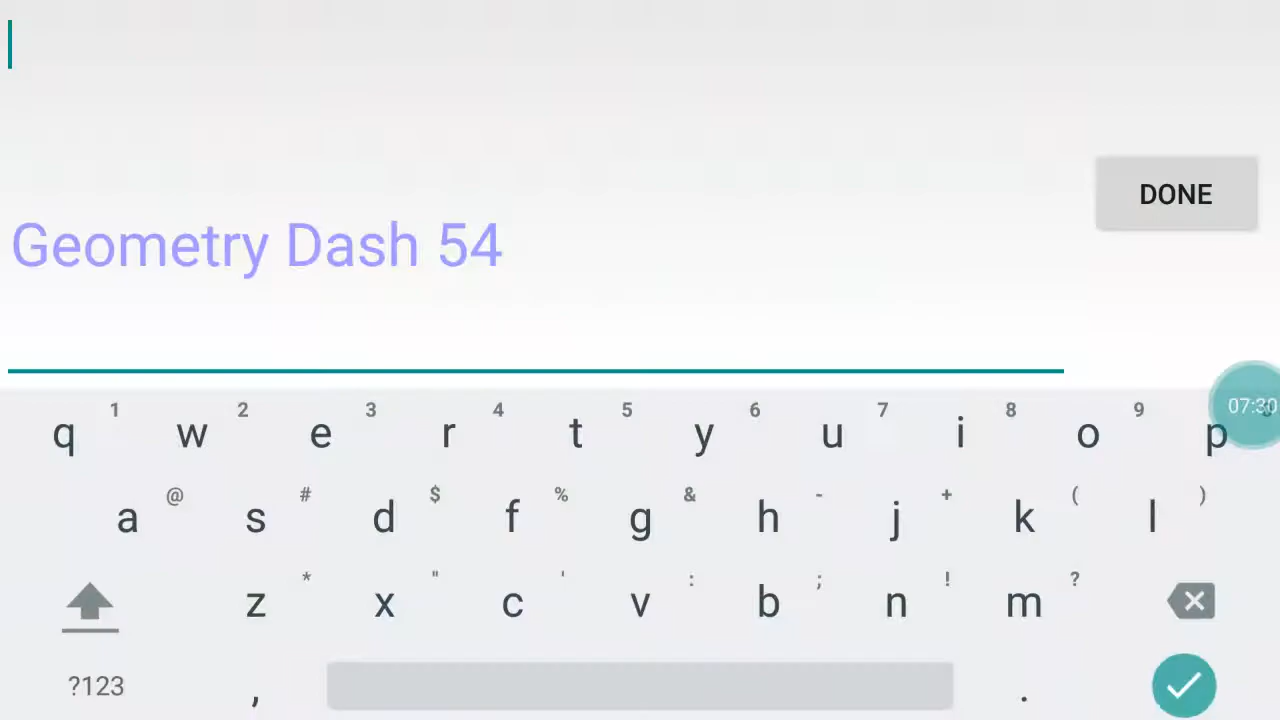 DONE
Geometry Dash 54
07:30
1 2 3 4 5 6 7 8 9
q w e r t y u i o p
@ # $ % & - + ( )
a s d f g h j k l
* " ' : ; ! ?
z x c v b n m
?123 , .